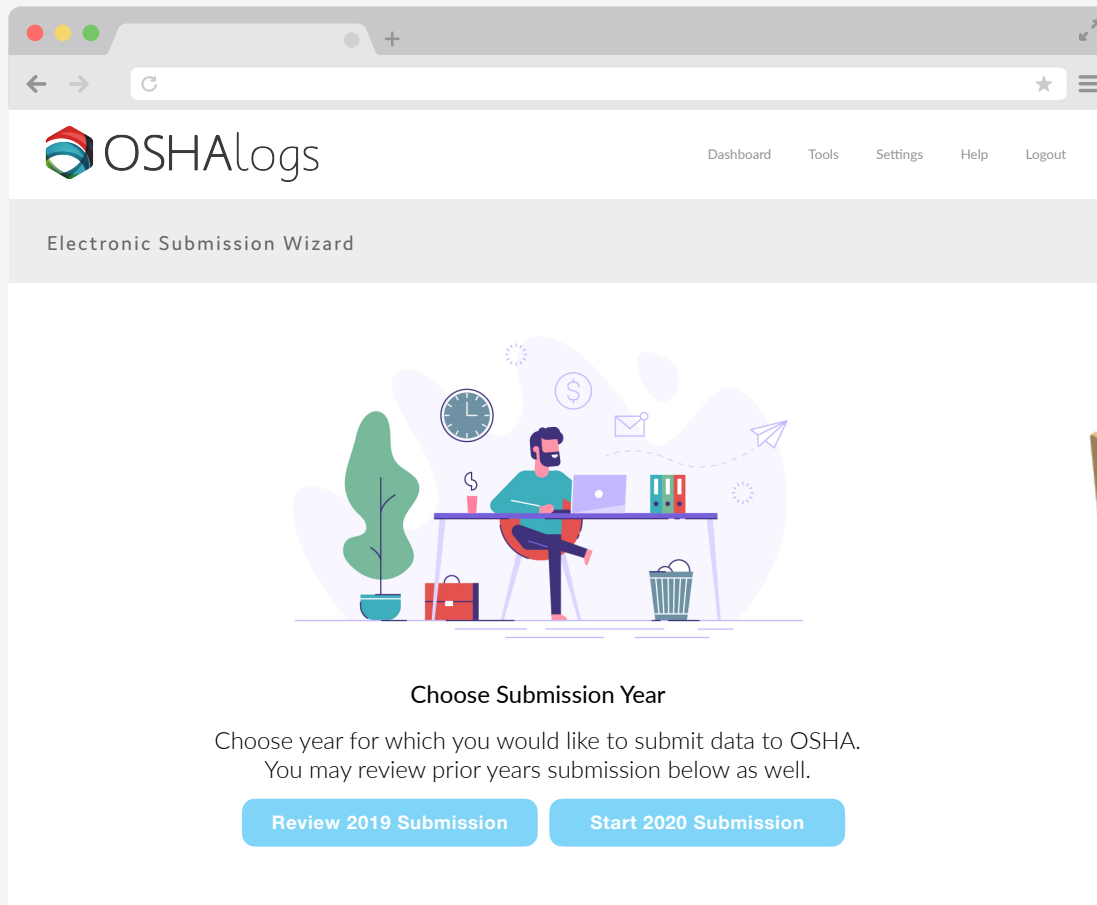 OSHAlogs
Dashboard Tools Settings Help Logout
Electronic Submission Wizard
$
Choose Submission Year
Choose year for which you would like to submit data to OSHA.
You may review prior years submission below as well.
Review 2019 Submission Start 2020 Submission